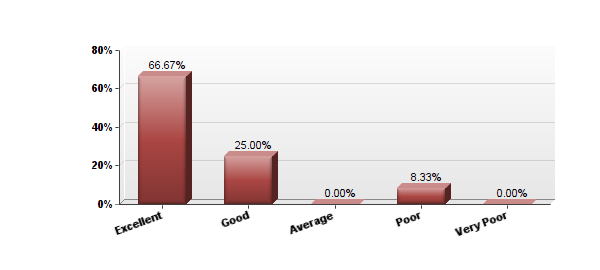 80%
66.67%
60%
40%
25.00%
20%
8.33%
0.00%
0.00%
0%
Excellent
Good
Average
Poor
Very Poor